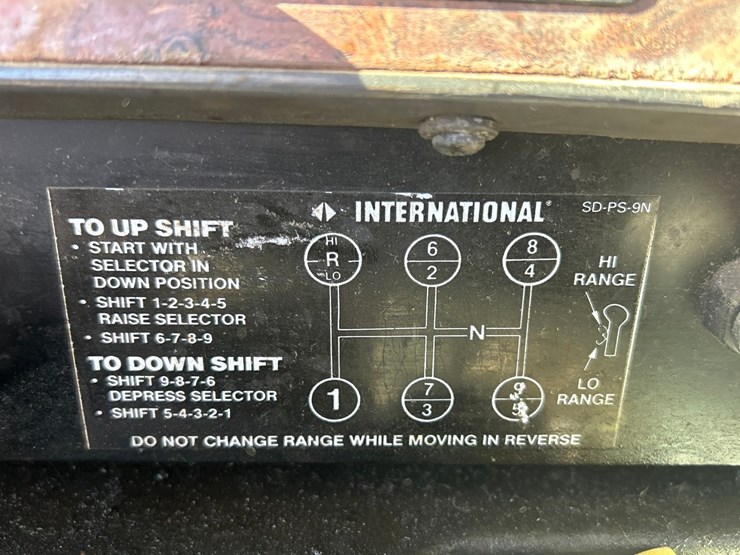 INTERNATIONAL®
SD-PS-9N
TO UP SHIFT
• START WITH
SELECTOR IN
DOWN POSITION
• SHIFT 1-2-3-4-5
RAISE SELECTOR
• SHIFT 6-7-8-9
TO DOWN SHIFT
• SHIFT 9-8-7-6
DEPRESS SELECTOR
• SHIFT 5-4-3-2-1
HI
R
LO
6
2
8
4
N
1
7
3
9
5
HI
RANGE
LO
RANGE
DO NOT CHANGE RANGE WHILE MOVING IN REVERSE